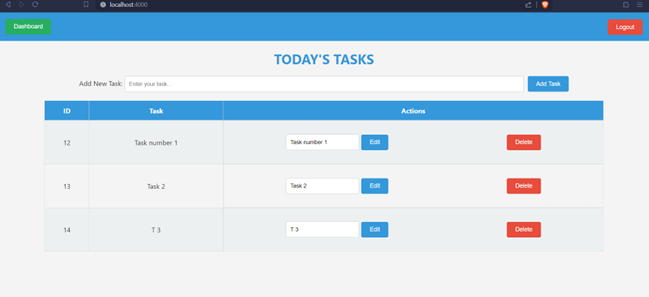 localhost:4000
Dashboard
Logout
TODAY'S TASKS
Add New Task: Enter your task... Add Task
ID Task Actions
12 Task number 1 Task number 1 Edit Delete
13 Task 2 Task 2 Edit Delete
14 T 3 T 3 Edit Delete